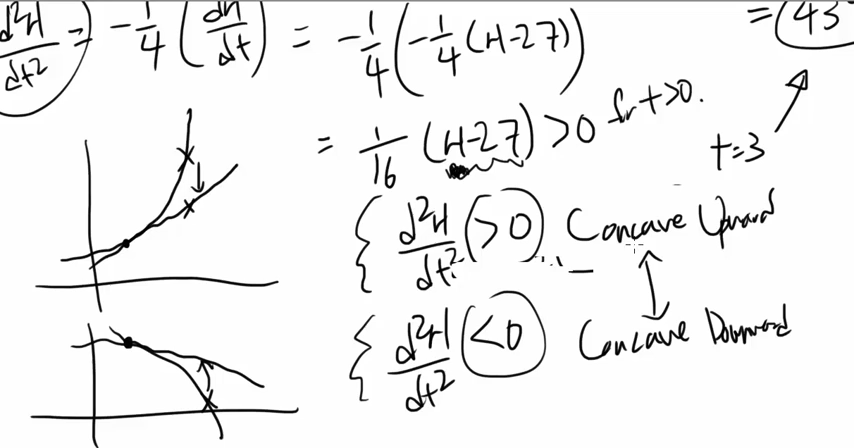 d²H/dt² = -1/4 (dH/dt) = -1/4 (-1/4 (H-27))
= 43
= 1/16 (H-27) > 0 for t>0.
t=3
{ d²H/dt² > 0 Concave Upward
{ d²H/dt² < 0 Concave Downward